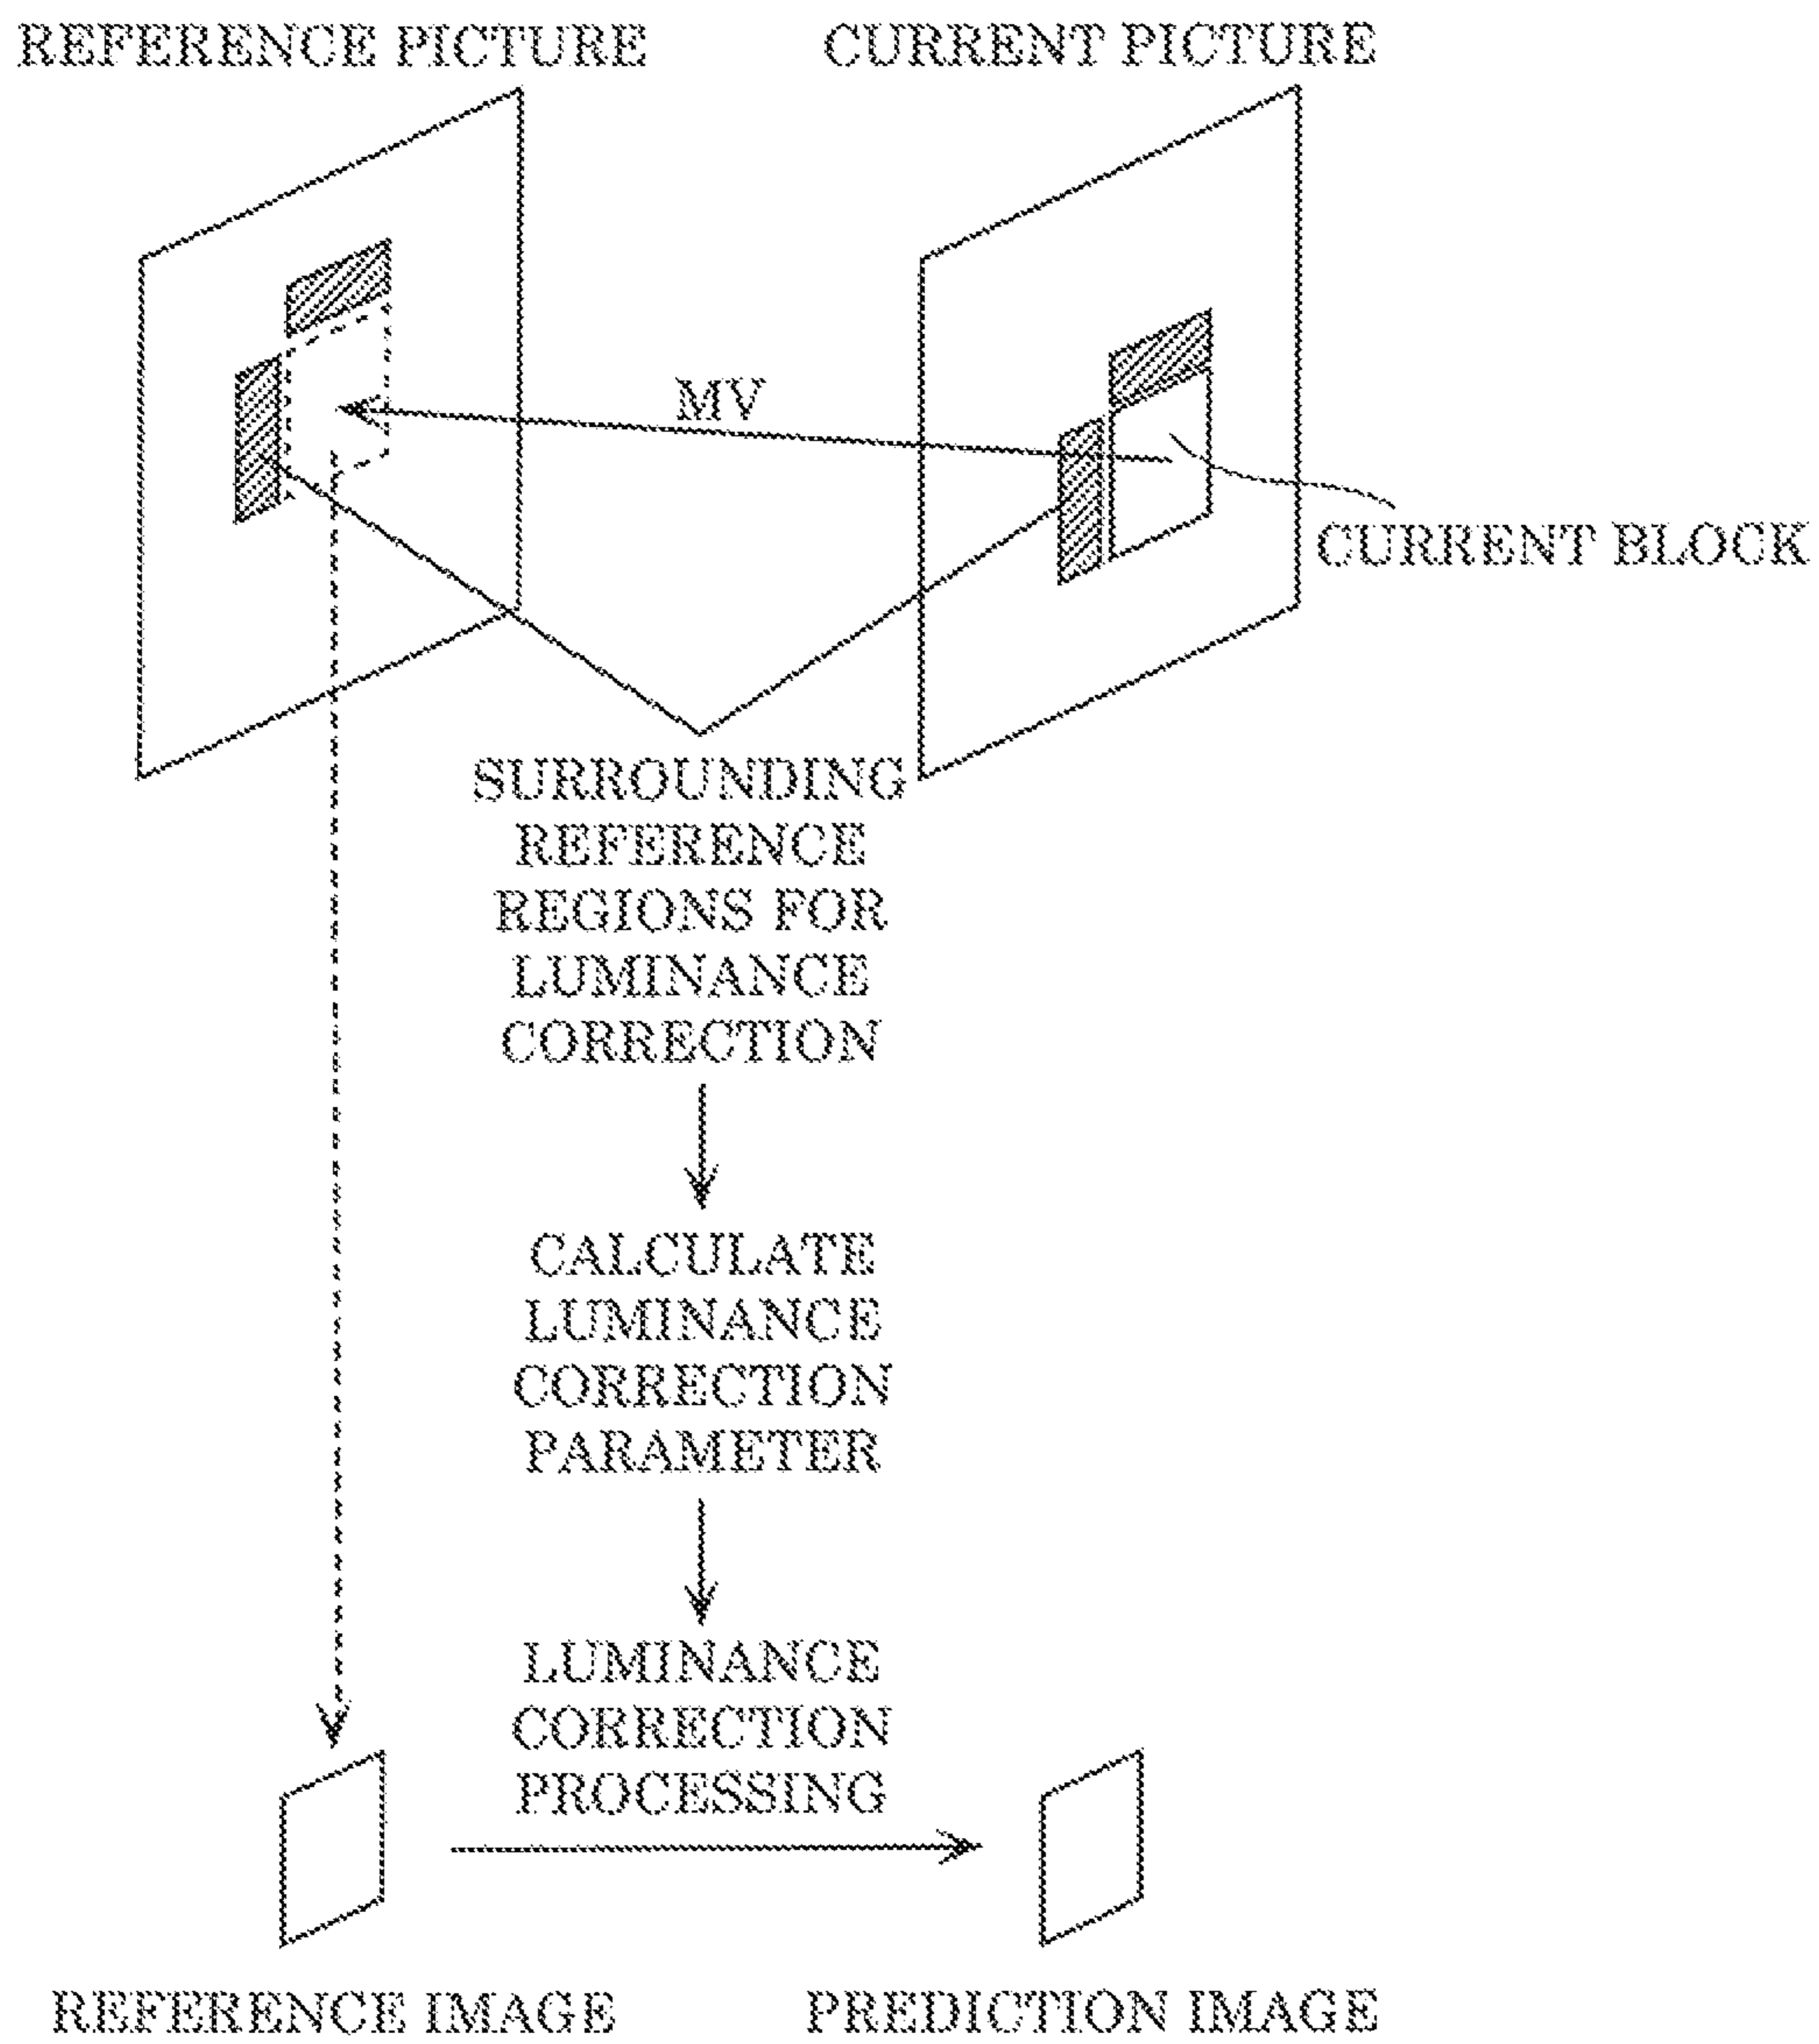 REFERENCE PICTURE
CURRENT PICTURE
MV
CURRENT BLOCK
SURROUNDING
REFERENCE
REGIONS FOR
LUMINANCE
CORRECTION
CALCULATE
LUMINANCE
CORRECTION
PARAMETER
LUMINANCE
CORRECTION
PROCESSING
REFERENCE IMAGE
PREDICTION IMAGE